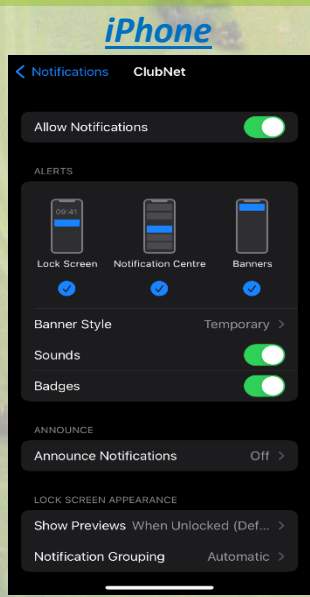 iPhone
Notifications ClubNet
Allow Notifications
ALERTS
09:41
Lock Screen Notification Centre Banners
Banner Style Temporary
Sounds
Badges
ANNOUNCE
Announce Notifications Off
LOCK SCREEN APPEARANCE
Show Previews When Unlocked (Def...
Notification Grouping Automatic